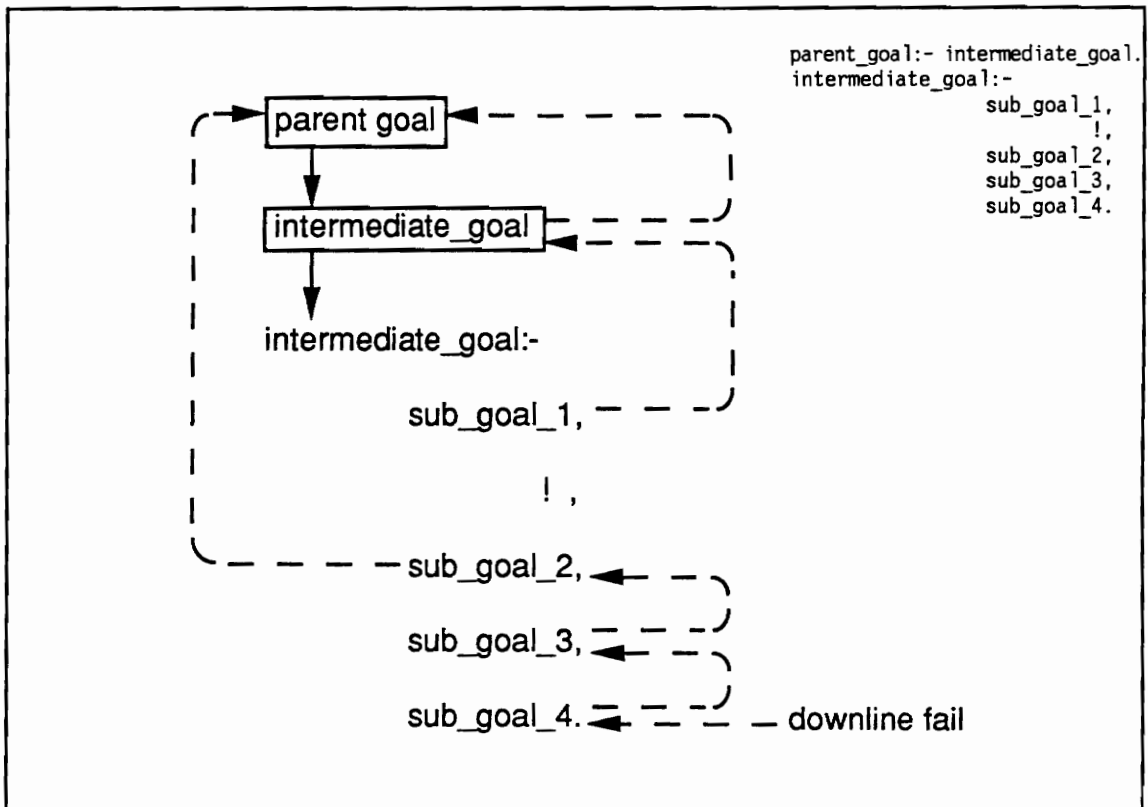 parent_goal:- intermediate_goal.
intermediate_goal:-
sub_goal_1,
!,
sub_goal_2,
sub_goal_3,
sub_goal_4.
parent goal
intermediate_goal
intermediate_goal:-
sub_goal_1,
! ,
sub_goal_2,
sub_goal_3,
sub_goal_4.
downline fail